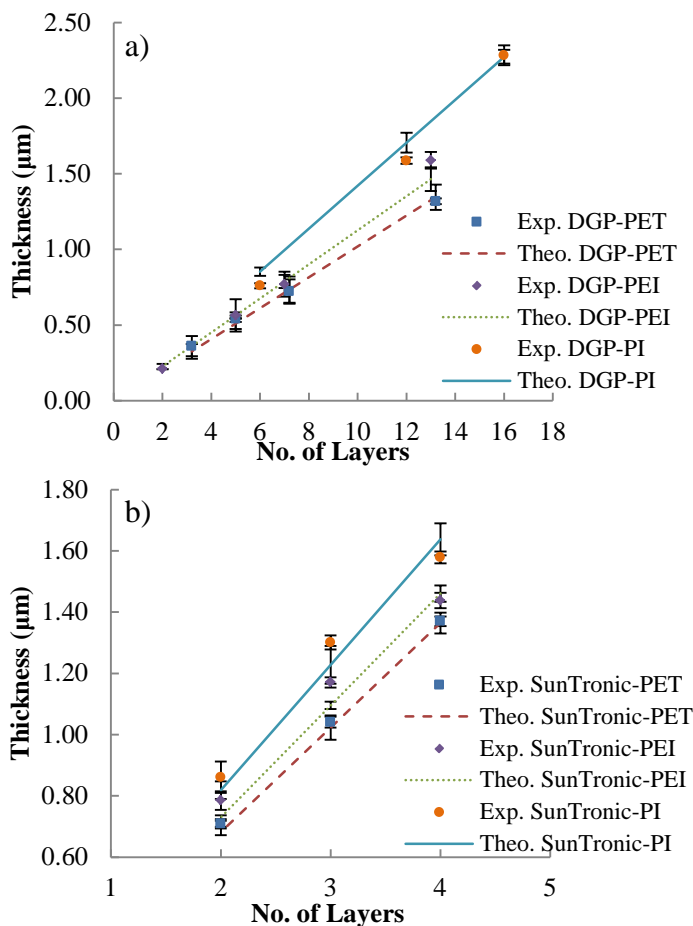 a)
2.50
2.00
1.50
1.00
0.50
0.00
Thickness (µm)
0 2 4 6 8 10 12 14 16 18
No. of Layers
Exp. DGP-PET
Theo. DGP-PET
Exp. DGP-PEI
Theo. DGP-PEI
Exp. DGP-PI
Theo. DGP-PI
b)
1.80
1.60
1.40
1.20
1.00
0.80
0.60
Thickness (µm)
1 2 3 4 5
No. of Layers
Exp. SunTronic-PET
Theo. SunTronic-PET
Exp. SunTronic-PEI
Theo. SunTronic-PEI
Exp. SunTronic-PI
Theo. SunTronic-PI